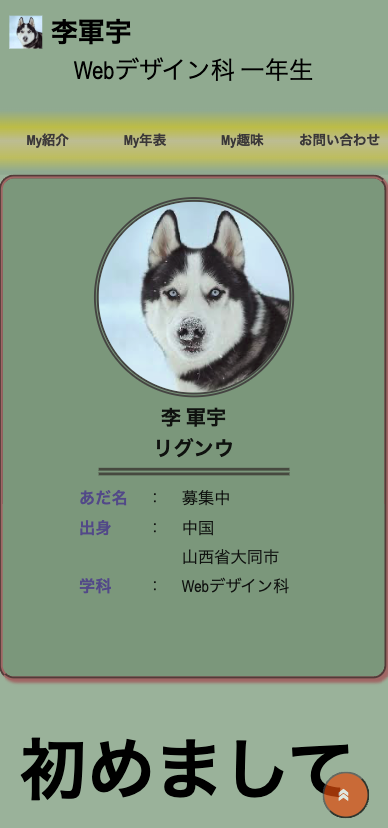 李軍宇
Webデザイン科 一年生
My紹介 My年表 My趣味 お問い合わせ
李 軍宇
リグンウ
あだ名 : 募集中
出身 : 中国
山西省大同市
学科 : Webデザイン科
初めまして